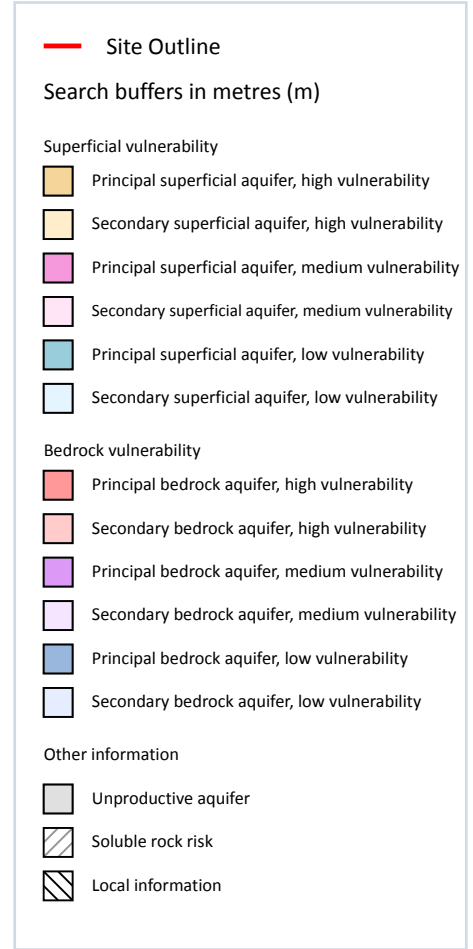 Site Outline
Search buffers in metres (m)
Superficial vulnerability
Principal superficial aquifer, high vulnerability
Secondary superficial aquifer, high vulnerability
Principal superficial aquifer, medium vulnerability
Secondary superficial aquifer, medium vulnerability
Principal superficial aquifer, low vulnerability
Secondary superficial aquifer, low vulnerability
Bedrock vulnerability
Principal bedrock aquifer, high vulnerability
Secondary bedrock aquifer, high vulnerability
Principal bedrock aquifer, medium vulnerability
Secondary bedrock aquifer, medium vulnerability
Principal bedrock aquifer, low vulnerability
Secondary bedrock aquifer, low vulnerability
Other information
Unproductive aquifer
Soluble rock risk
Local information